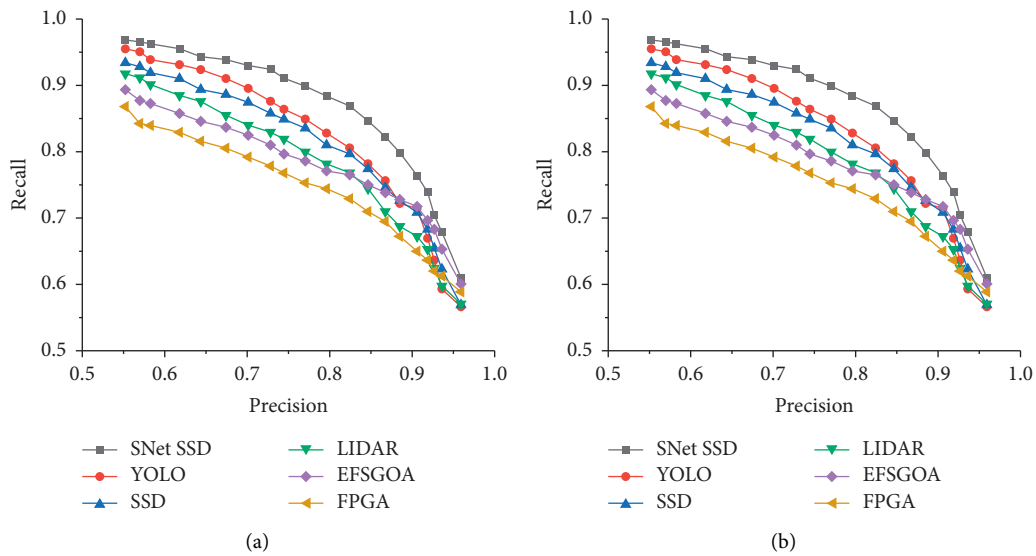 1.0
0.9
0.8
0.7
0.6
0.5
Recall
0.5 0.6 0.7 0.8 0.9 1.0
Precision
SNet SSD LIDAR
YOLO EFSGOA
SSD FPGA
(a)
1.0
0.9
0.8
0.7
0.6
0.5
Recall
0.5 0.6 0.7 0.8 0.9 1.0
Precision
SNet SSD LIDAR
YOLO EFSGOA
SSD FPGA
(b)